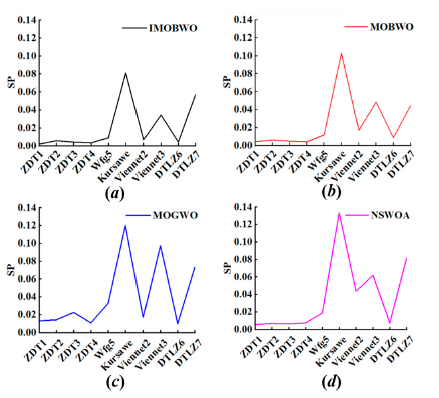 IMOBWO
SP
0.14
0.12
0.10
0.08
0.06
0.04
0.02
0.00
ZDT1
ZDT2
ZDT3
ZDT4
Wfg5
Kursawe
Viennet2
Viennet3
DTLZ6
DTLZ7
(a)
MOBWO
SP
0.14
0.12
0.10
0.08
0.06
0.04
0.02
0.00
ZDT1
ZDT2
ZDT3
ZDT4
Wfg5
Kursawe
Viennet2
Viennet3
DTLZ6
DTLZ7
(b)
MOGWO
SP
0.14
0.12
0.10
0.08
0.06
0.04
0.02
0.00
ZDT1
ZDT2
ZDT3
ZDT4
Wfg5
Kursawe
Viennet2
Viennet3
DTLZ6
DTLZ7
(c)
NSWOA
SP
0.14
0.12
0.10
0.08
0.06
0.04
0.02
0.00
ZDT1
ZDT2
ZDT3
ZDT4
Wfg5
Kursawe
Viennet2
Viennet3
DTLZ6
DTLZ7
(d)